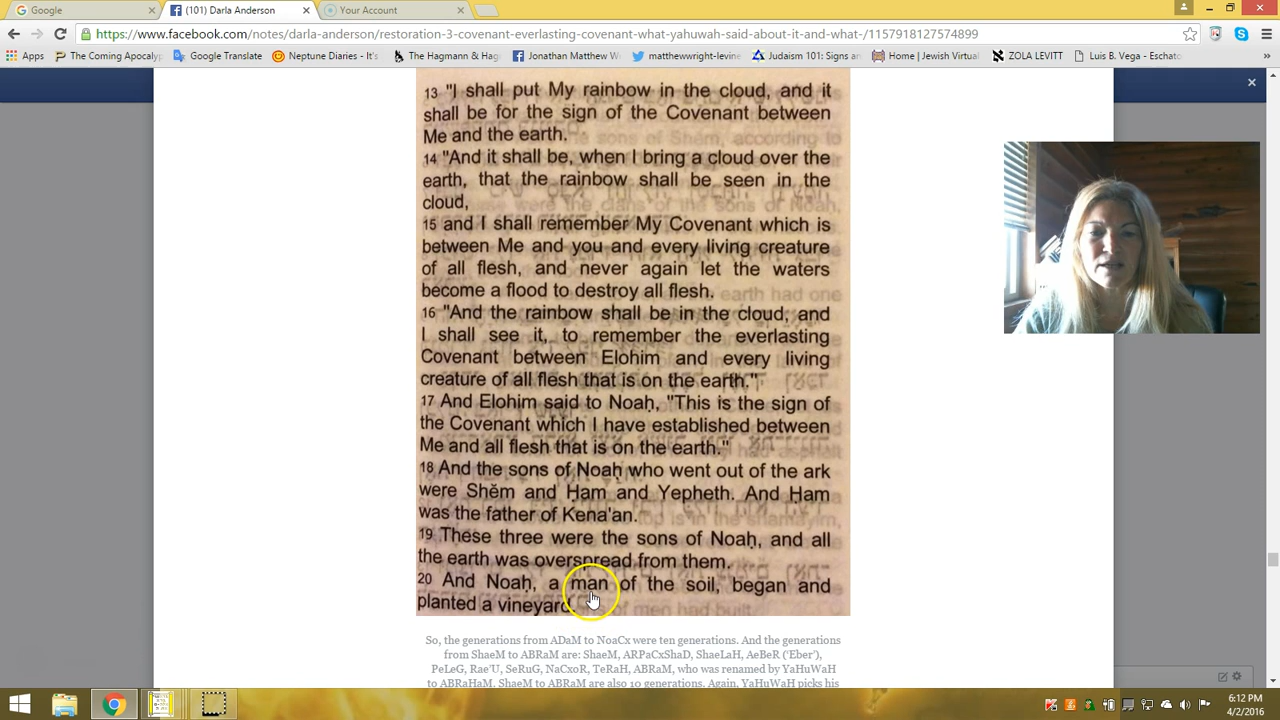 Google
(101) Darla Anderson
Your Account
https://www.facebook.com/notes/darla-anderson/restoration-3-covenant-everlasting-covenant-what-yahuwah-said-about-it-and-what-/1157918127574899
Apps
The Coming Apocalyp
Google Translate
Neptune Diaries - It's
The Hagmann & Hag
Jonathan Matthew W
matthewwright-levine
Judaism 101: Signs an
Home | Jewish Virtual
ZOLA LEVITT
Luis B. Vega - Eschato
13 "I shall put My rainbow in the cloud, and it
shall be for the sign of the Covenant between
Me and the earth.
14 "And it shall be, when I bring a cloud over the
earth, that the rainbow shall be seen in the
cloud,
15 and I shall remember My Covenant which is
between Me and you and every living creature
of all flesh, and never again let the waters
become a flood to destroy all flesh.
16 "And the rainbow shall be in the cloud, and
I shall see it, to remember the everlasting
Covenant between Elohim and every living
creature of all flesh that is on the earth."
17 And Elohim said to Noaḥ, "This is the sign of
the Covenant which I have established between
Me and all flesh that is on the earth."
18 And the sons of Noaḥ who went out of the ark
were Shĕm and Ḥam and Yepheth. And Ḥam
was the father of Kena'an.
19 These three were the sons of Noaḥ, and all
the earth was overspread from them.
20 And Noaḥ, a man of the soil, began and
planted a vineyard.
So, the generations from ADaM to NoaCx were ten generations. And the generations
from ShaeM to ABRaM are: ShaeM, ARPaCxShaD, ShaeLaH, AeBeR ('Eber'),
PeLeG, Rae'U, SeRuG, NaCxoR, TeRaH, ABRaM, who was renamed by YaHuWaH
to ABRaHaM. ShaeM to ABRaM are also 10 generations. Again, YaHuWaH picks his
6:12 PM
4/2/2016